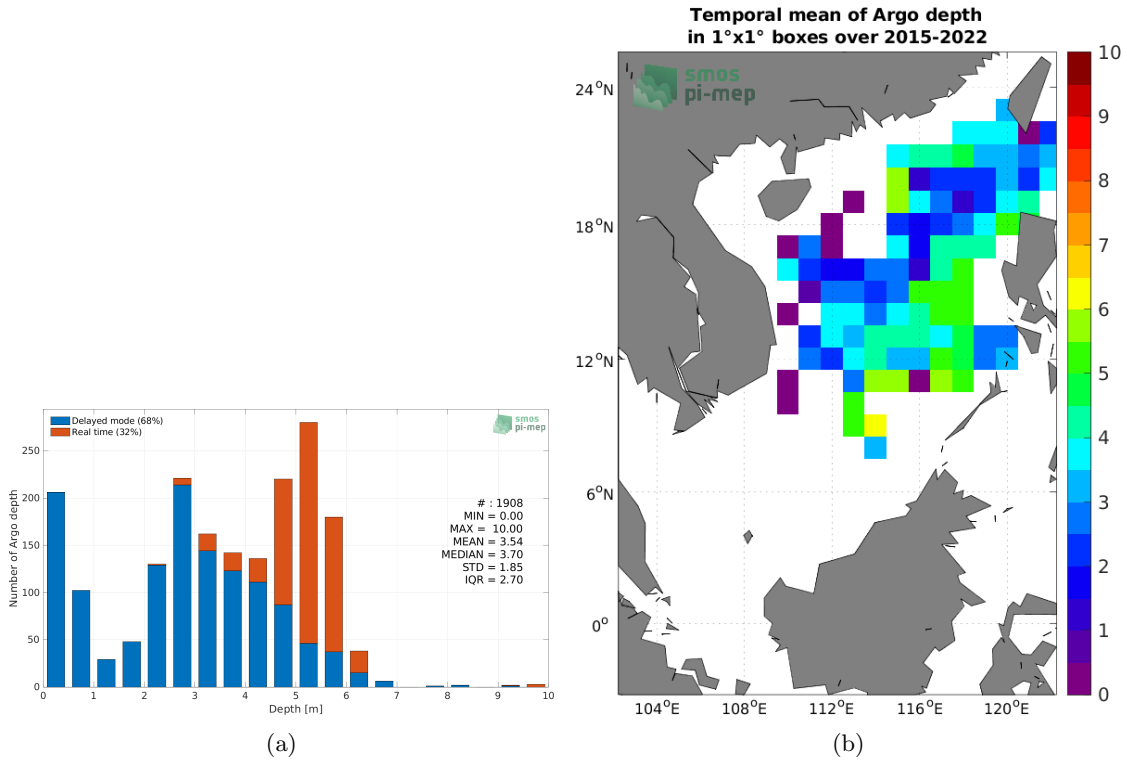 Delayed mode (68%)
Real time (32%)
smos
pi-mep
250
200
150
100
50
0
Number of Argo depth
# : 1908
MIN = 0.00
MAX = 10.00
MEAN = 3.54
MEDIAN = 3.70
STD = 1.85
IQR = 2.70
0 1 2 3 4 5 6 7 8 9 10
Depth [m]
(a)
Temporal mean of Argo depth
in 1°x1° boxes over 2015-2022
smos
pi-mep
24°N
18°N
12°N
6°N
0°
104°E 108°E 112°E 116°E 120°E
10
9
8
7
6
5
4
3
2
1
0
(b)